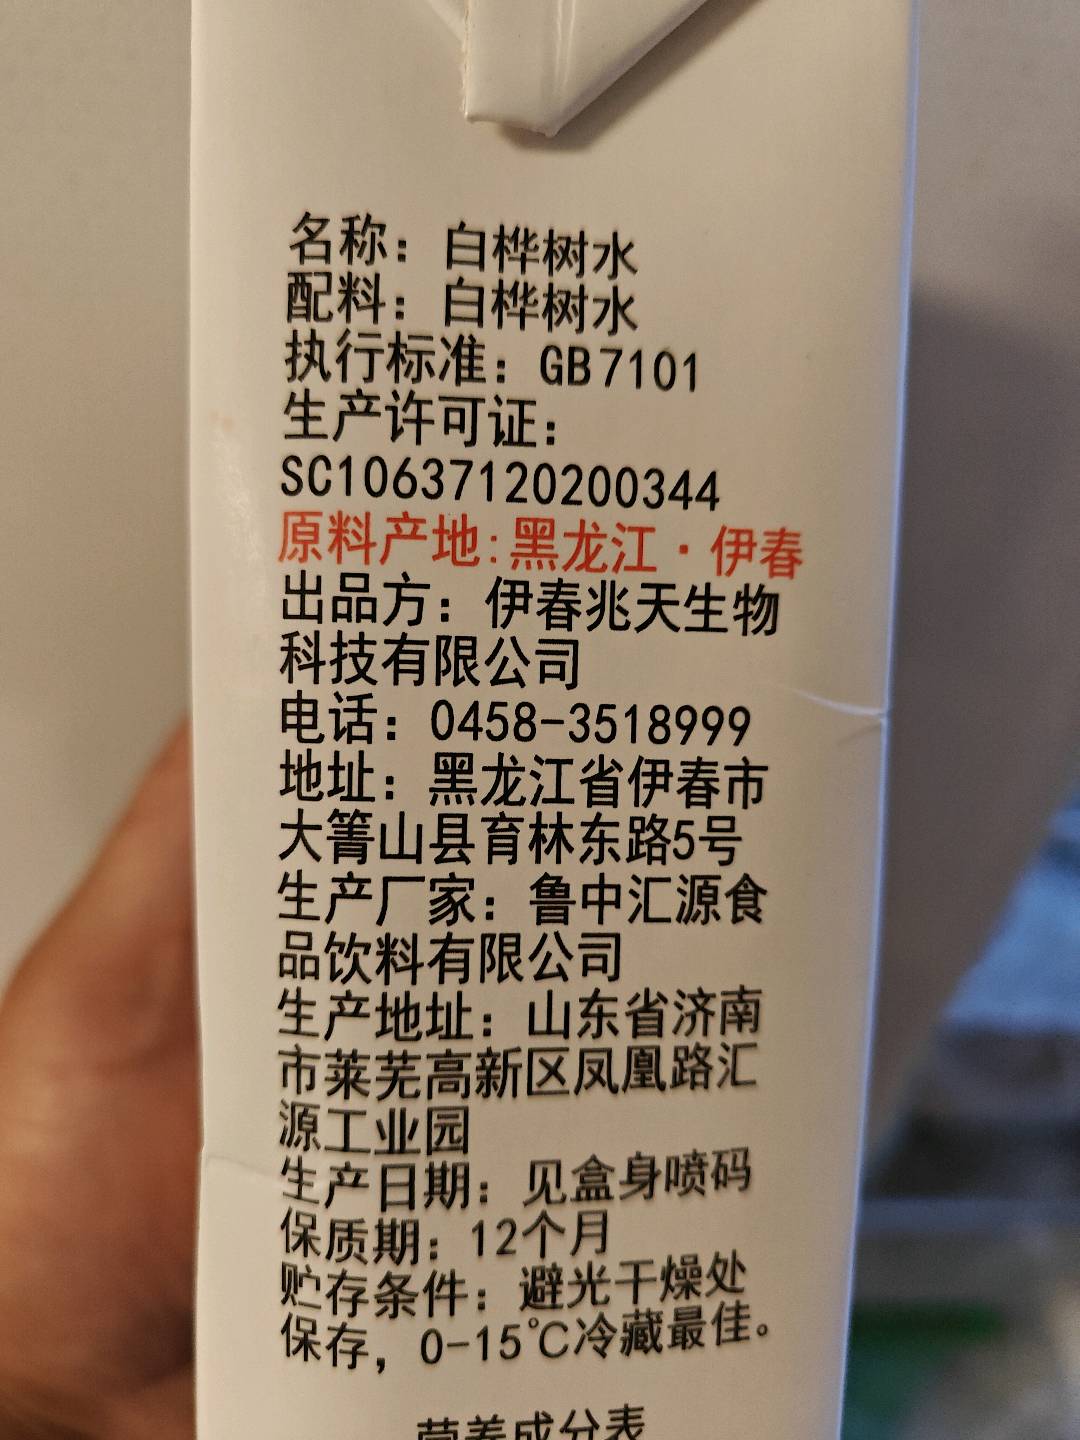 名称：白桦树水
配料：白桦树水
执行标准：GB7101
生产许可证：
SC10637120200344
原料产地:黑龙江·伊春
出品方：伊春兆天生物
科技有限公司
电话：0458-3518999
地址：黑龙江省伊春市
大箐山县育林东路5号
生产厂家：鲁中汇源食
品饮料有限公司
生产地址：山东省济南
市莱芜高新区凤凰路汇
源工业园
生产日期：见盒身喷码
保质期：12个月
贮存条件：避光干燥处
保存，0-15℃冷藏最佳。
营养成分表